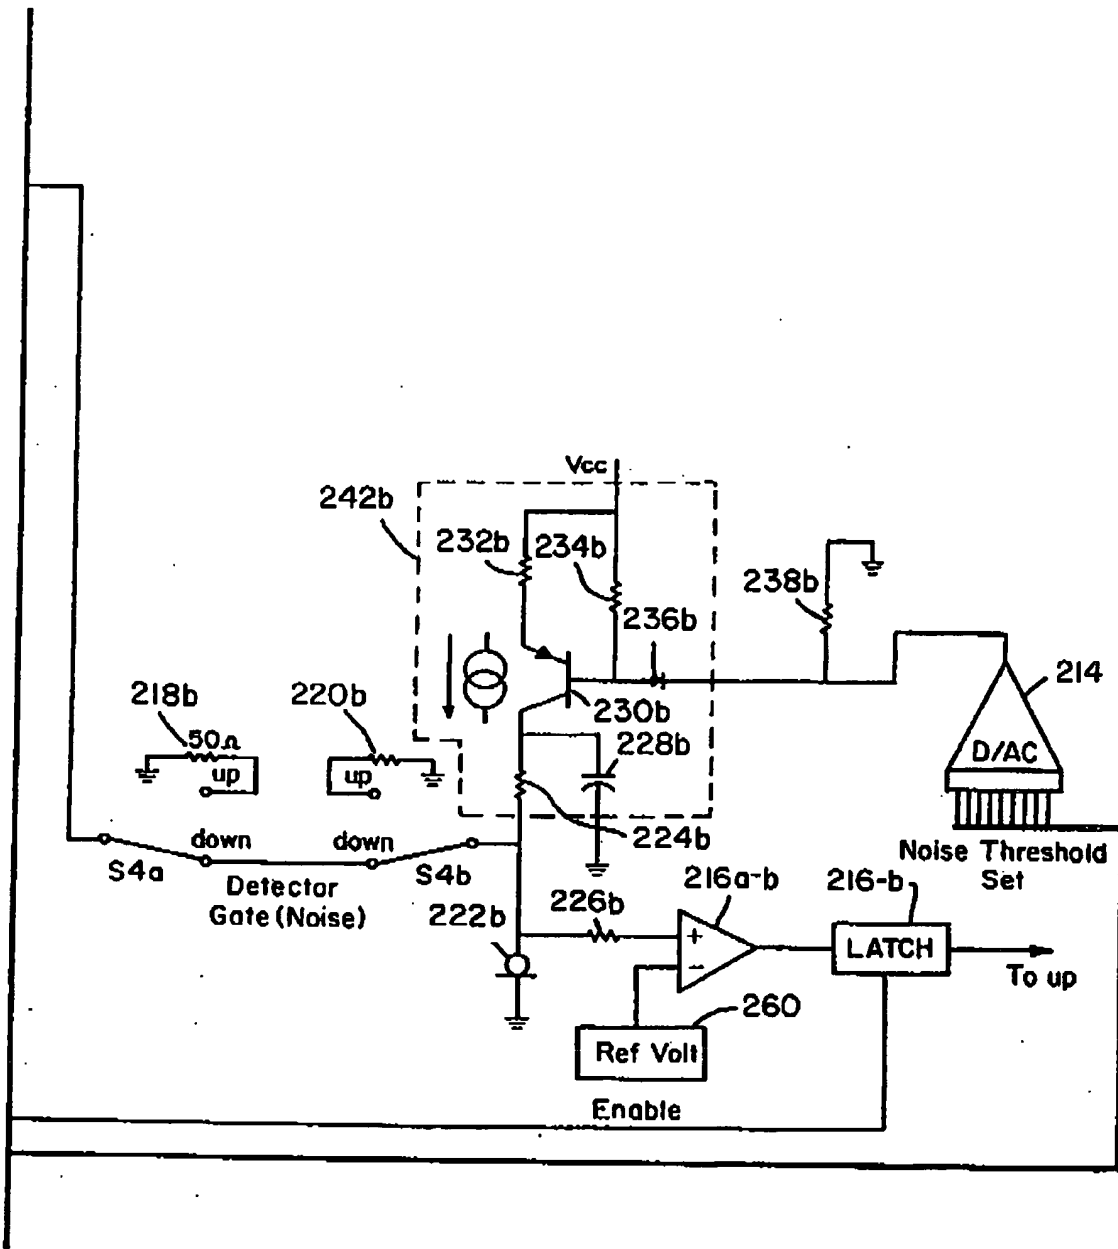 Vcc
242b
232b
234b
238b
236b
214
218b
220b
230b
50Ω
228b
up
up
D/AC
down
down
224b
S4a
S4b
Noise Threshold
Set
Detector
Gate (Noise)
216a-b
216-b
222b
226b
+
−
LATCH
To up
260
Ref Volt
Enable